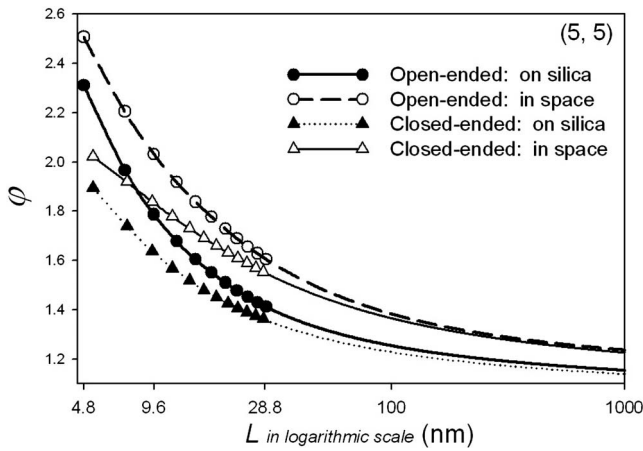 (5, 5)
Open-ended: on silica
Open-ended: in space
Closed-ended: on silica
Closed-ended: in space
2.6
2.4
2.2
2.0
1.8
1.6
1.4
1.2
φ
4.8 9.6 28.8 100 1000
L in logarithmic scale (nm)